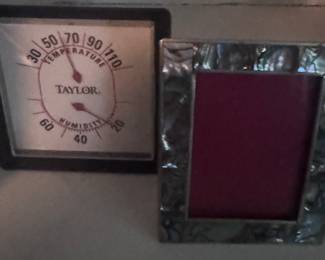 30 50 70 90 110
TEMPERATURE
TAYLOR
HUMIDITY
60 40 20